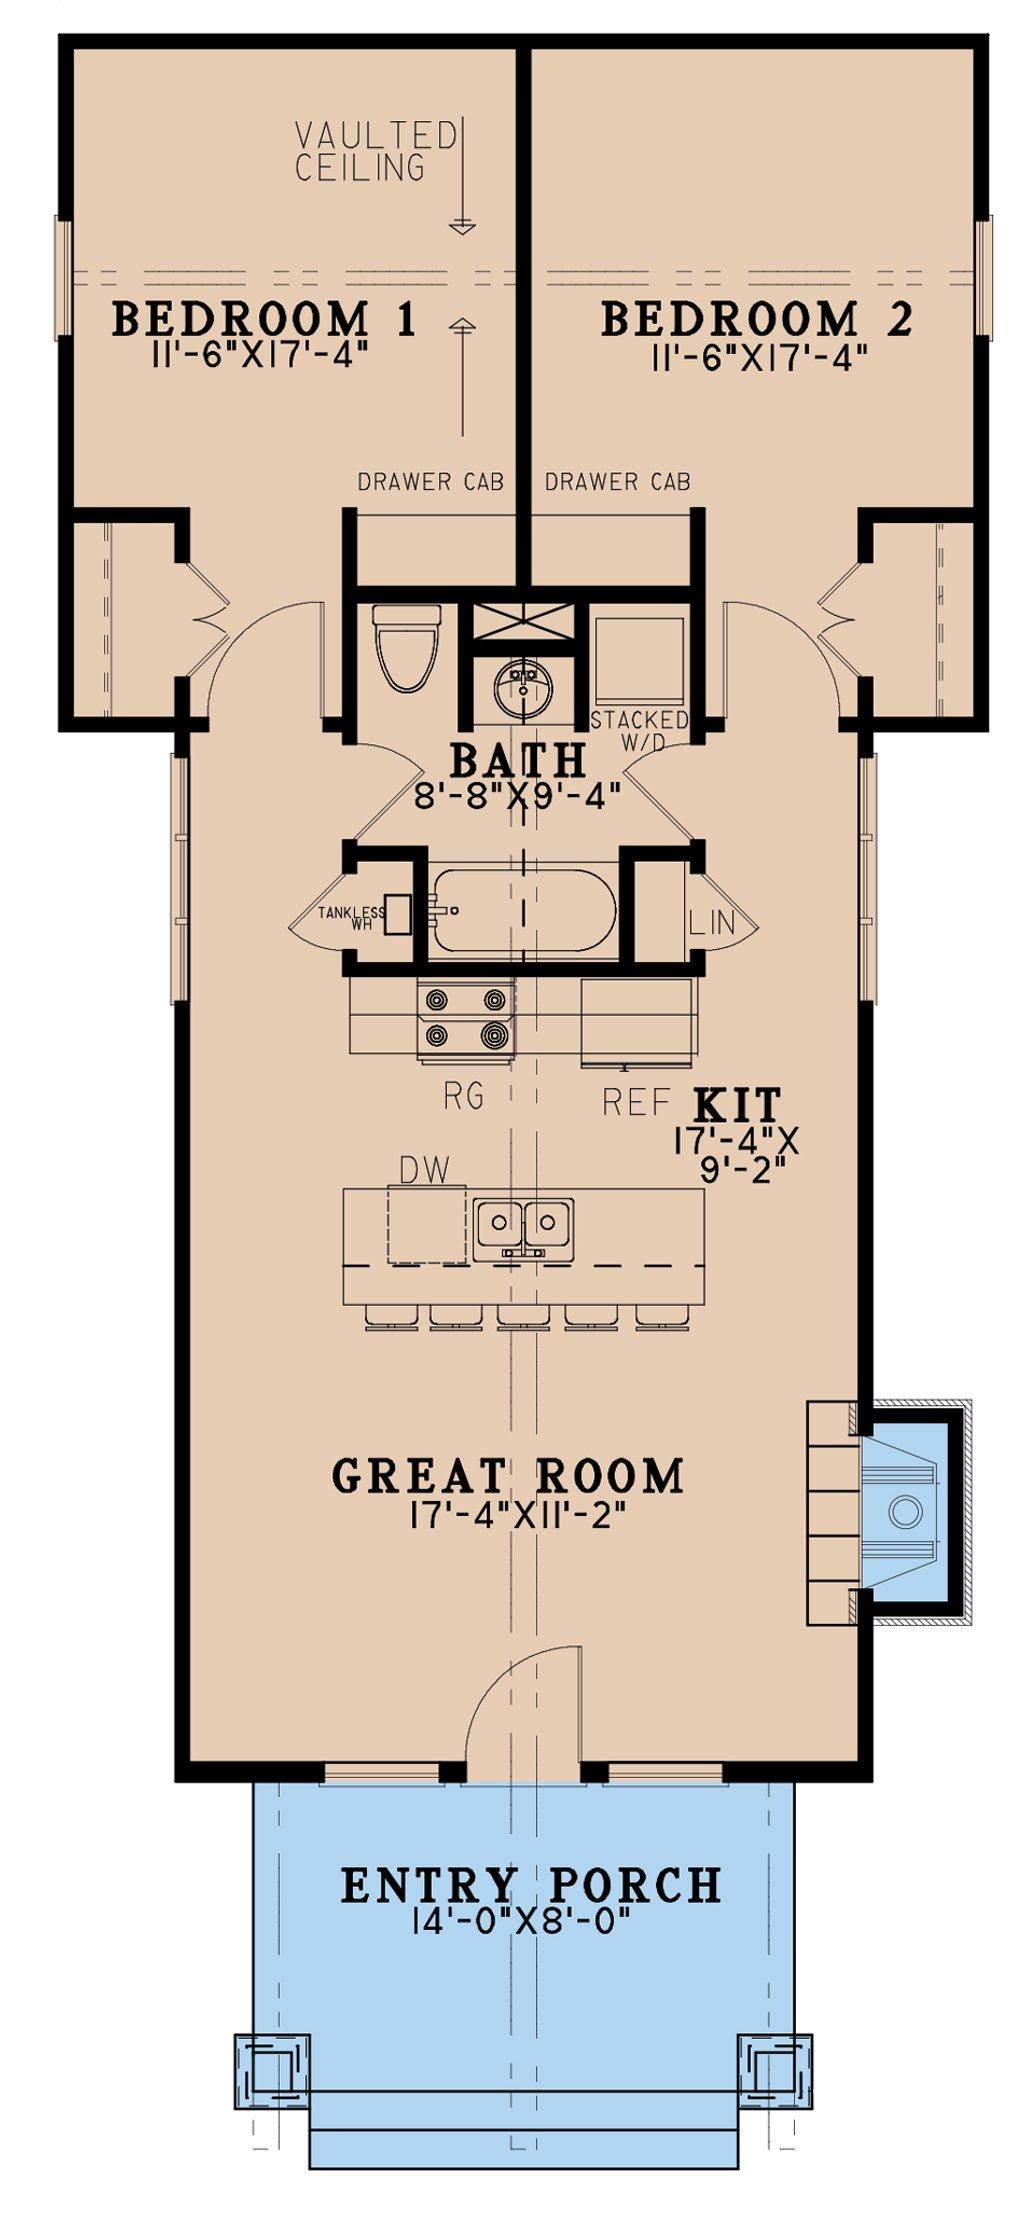 VAULTED
CEILING
BEDROOM 1
11'-6"X17'-4"
BEDROOM 2
11'-6"X17'-4"
DRAWER CAB
DRAWER CAB
STACKED
W/D
BATH
8'-8"X9'-4"
TANKLESS
WH
LIN
RG
REF
KIT
17'-4"X
9'-2"
DW
GREAT ROOM
17'-4"X11'-2"
ENTRY PORCH
14'-0"X8'-0"